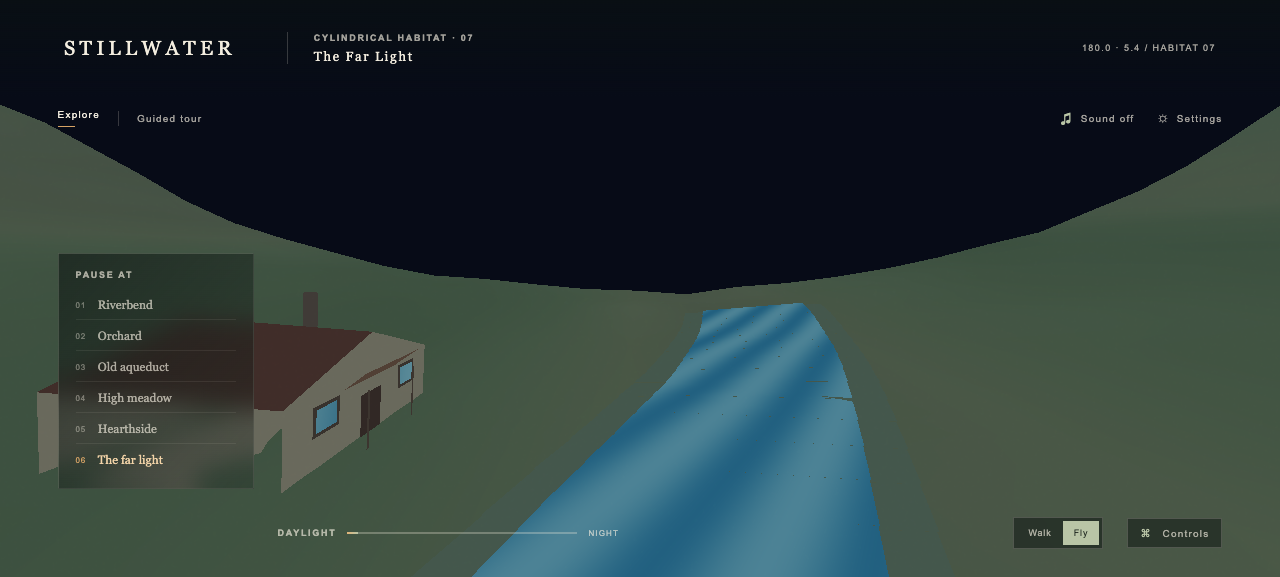 STILLWATER
CYLINDRICAL HABITAT · 07
The Far Light
180.0 · 5.4 / HABITAT 07
Explore
Guided tour
Sound off
Settings
PAUSE AT
01 Riverbend
02 Orchard
03 Old aqueduct
04 High meadow
05 Hearthside
06 The far light
DAYLIGHT
NIGHT
Walk
Fly
⌘ Controls